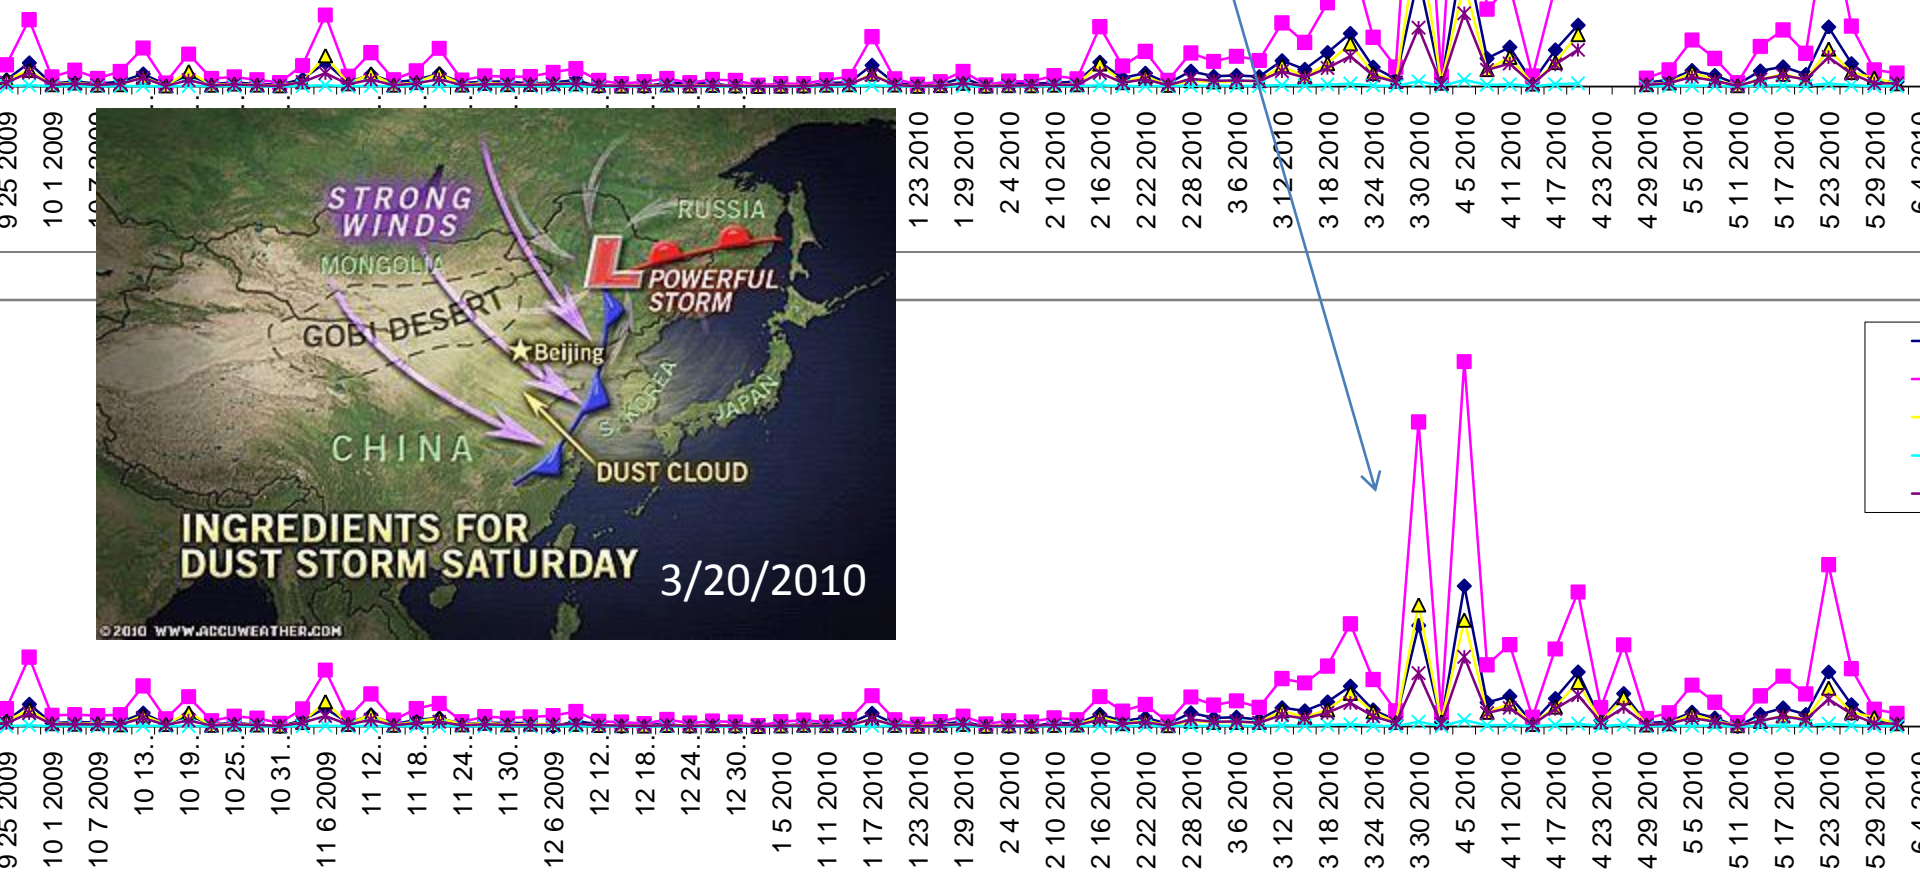 9 25 2009
10 1 2009
1 23 2010
1 29 2010
2 4 2010
2 10 2010
2 16 2010
2 22 2010
2 28 2010
3 6 2010
3 12 2010
3 18 2010
3 24 2010
3 30 2010
4 5 2010
4 11 2010
4 17 2010
4 23 2010
4 29 2010
5 5 2010
5 11 2010
5 17 2010
5 23 2010
5 29 2010
STRONG
WINDS
RUSSIA
MONGOLIA
POWERFUL
STORM
GOBI DESERT
Beijing
S. KOREA
JAPAN
CHINA
DUST CLOUD
INGREDIENTS FOR
DUST STORM SATURDAY
3/20/2010
©2010 WWW.ACCUWEATHER.COM
9 25 2009
10 1 2009
10 7 2009
10 13…
10 19…
10 25…
10 31…
11 6 2009
11 12…
11 18…
11 24…
11 30…
12 6 2009
12 12…
12 18…
12 24…
12 30…
1 5 2010
1 11 2010
1 17 2010
1 23 2010
1 29 2010
2 4 2010
2 10 2010
2 16 2010
2 22 2010
2 28 2010
3 6 2010
3 12 2010
3 18 2010
3 24 2010
3 30 2010
4 5 2010
4 11 2010
4 17 2010
4 23 2010
4 29 2010
5 5 2010
5 11 2010
5 17 2010
5 23 2010
5 29 2010